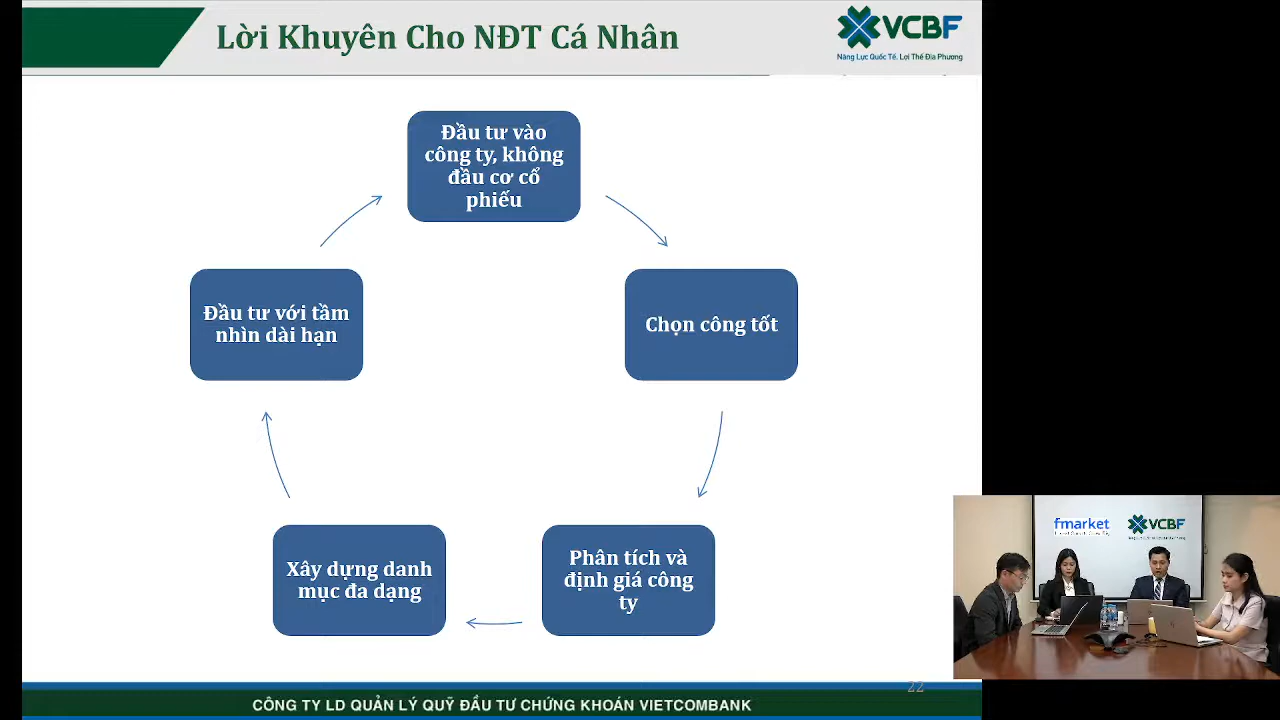 Lời Khuyên Cho NĐT Cá Nhân
VCBF
Năng Lực Quốc Tế. Lợi Thế Địa Phương
Đầu tư vào
công ty, không
đầu cơ cổ
phiếu
Đầu tư với tầm
nhìn dài hạn
Chọn công tốt
Xây dựng danh
mục đa dạng
Phân tích và
định giá công
ty
fmarket
VCBF
22
CÔNG TY LD QUẢN LÝ QUỸ ĐẦU TƯ CHỨNG KHOÁN VIETCOMBANK